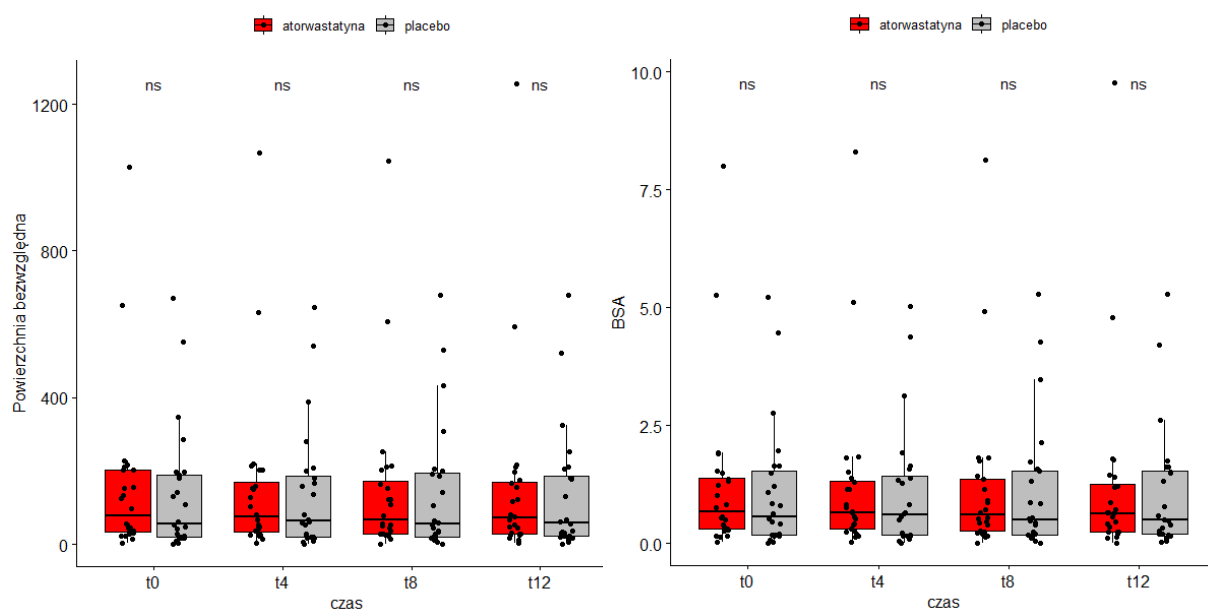 atorwastatyna placebo
ns ns ns ns
1200
800
400
0
Powierzchnia bezwzględna
t0 t4 t8 t12
czas
atorwastatyna placebo
ns ns ns ns
10.0
7.5
5.0
2.5
0.0
BSA
t0 t4 t8 t12
czas